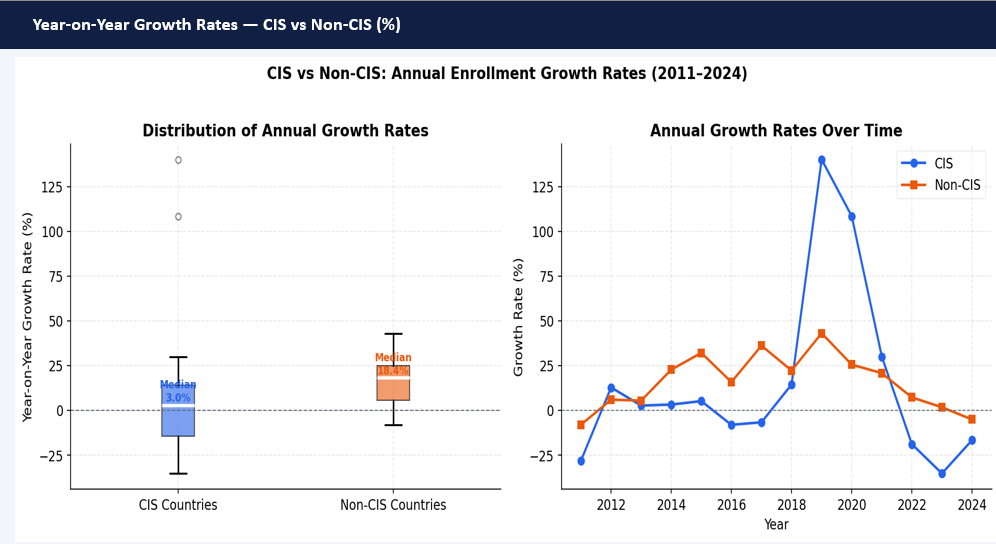 Year-on-Year Growth Rates — CIS vs Non-CIS (%)
CIS vs Non-CIS: Annual Enrollment Growth Rates (2011–2024)
Distribution of Annual Growth Rates
Year-on-Year Growth Rate (%)
125
100
75
50
25
0
−25
Median
3.0%
Median
18.4%
CIS Countries
Non-CIS Countries
Annual Growth Rates Over Time
Growth Rate (%)
125
100
75
50
25
0
−25
CIS
Non-CIS
2012
2014
2016
2018
2020
2022
2024
Year